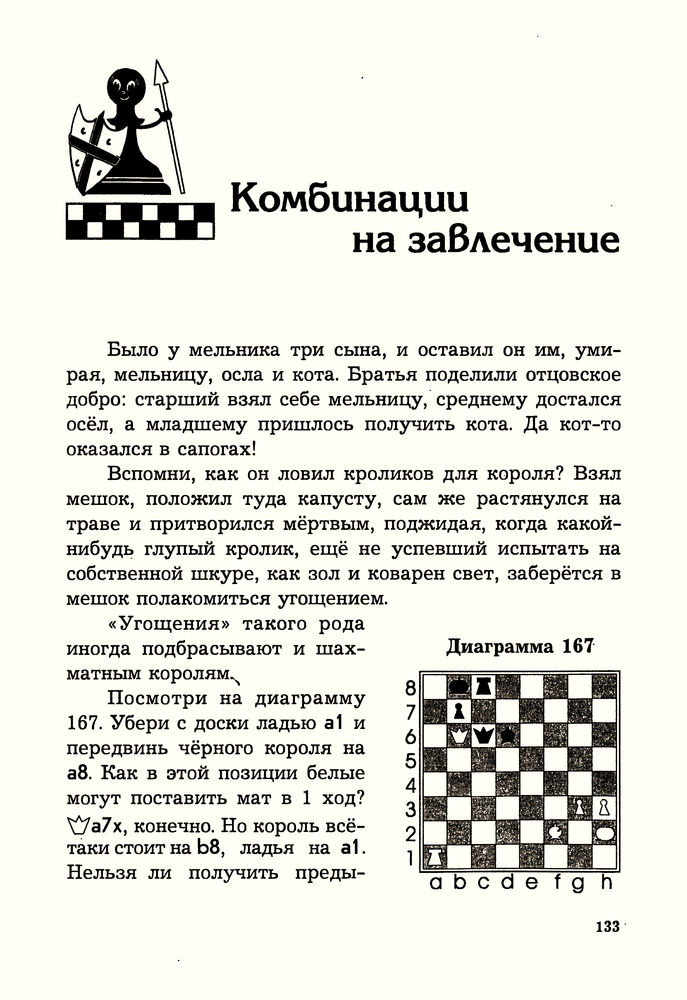 Комбинации
на завлечение
Было у мельника три сына, и оставил он им, уми-
рая, мельницу, осла и кота. Братья поделили отцовское
добро: старший взял себе мельницу, среднему достался
осёл, а младшему пришлось получить кота. Да кот-то
оказался в сапогах!
Вспомни, как он ловил кроликов для короля? Взял
мешок, положил туда капусту, сам же растянулся на
траве и притворился мёртвым, поджидая, когда какой-
нибудь глупый кролик, ещё не успевший испытать на
собственной шкуре, как зол и коварен свет, заберётся в
мешок полакомиться угощением.
«Угощения» такого рода
иногда подбрасывают и шах-
матным королям.
Посмотри на диаграмму
167. Убери с доски ладью a1 и
передвинь чёрного короля на
a8. Как в этой позиции белые
могут поставить мат в 1 ход?
♕a7x, конечно. Но король всё-
таки стоит на b8, ладья на a1.
Нельзя ли получить преды-
Диаграмма 167
8
7
6
5
4
3
2
1
a b c d e f g h
133